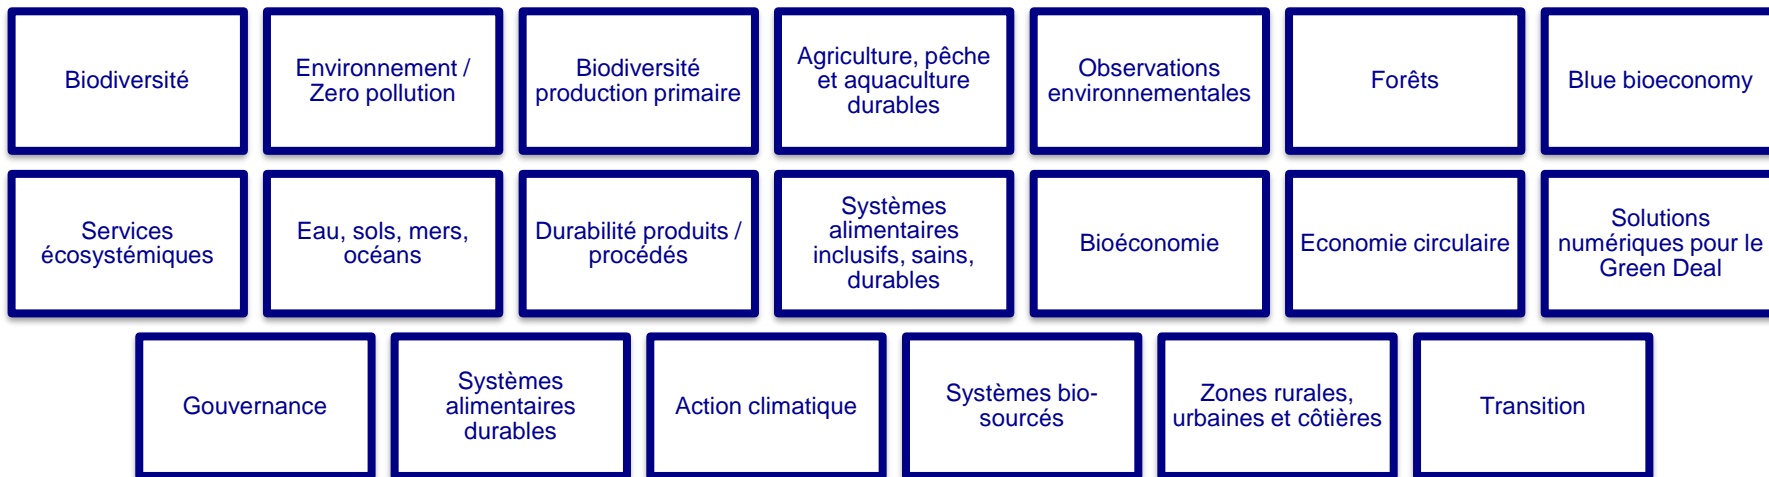 Biodiversité
Environnement /
Zero pollution
Biodiversité
production primaire
Agriculture, pêche
et aquaculture
durables
Observations
environnementales
Forêts
Blue bioeconomy
Services
écosystémiques
Eau, sols, mers,
océans
Durabilité produits /
procédés
Systèmes
alimentaires
inclusifs, sains,
durables
Bioéconomie
Economie circulaire
Solutions
numériques pour le
Green Deal
Gouvernance
Systèmes
alimentaires
durables
Action climatique
Systèmes bio-
sourcés
Zones rurales,
urbaines et côtières
Transition